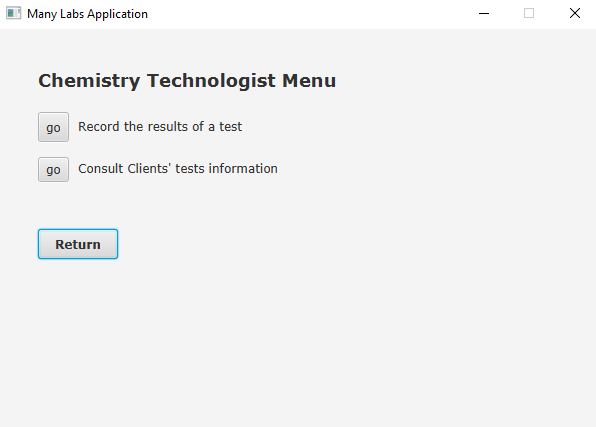 Many Labs Application
Chemistry Technologist Menu
go Record the results of a test
go Consult Clients' tests information
Return